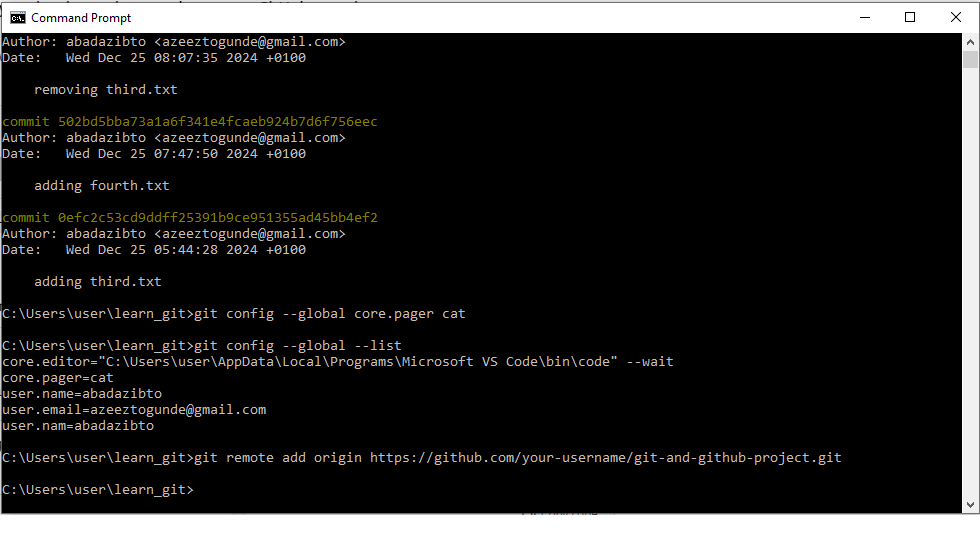 Command Prompt
Author: abadazibto <azeeztogunde@gmail.com>
Date:   Wed Dec 25 08:07:35 2024 +0100
    removing third.txt
commit 502bd5bba73a1a6f341e4fcaeb924b7d6f756eec
Author: abadazibto <azeeztogunde@gmail.com>
Date:   Wed Dec 25 07:47:50 2024 +0100
    adding fourth.txt
commit 0efc2c53cd9ddff25391b9ce951355ad45bb4ef2
Author: abadazibto <azeeztogunde@gmail.com>
Date:   Wed Dec 25 05:44:28 2024 +0100
    adding third.txt
C:\Users\user\learn_git>git config --global core.pager cat
C:\Users\user\learn_git>git config --global --list
core.editor="C:\Users\user\AppData\Local\Programs\Microsoft VS Code\bin\code" --wait
core.pager=cat
user.name=abadazibto
user.email=azeeztogunde@gmail.com
user.nam=abadazibto
C:\Users\user\learn_git>git remote add origin https://github.com/your-username/git-and-github-project.git
C:\Users\user\learn_git>